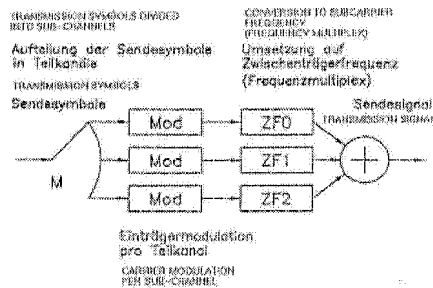 TRANSMISSION SYMBOLS DIVIDED
INTO SUB-CHANNELS
Aufteilung der Sendesymbole
in Teilkanäle
TRANSMISSION SYMBOLS
Sendesymbole
CONVERSION TO SUBCARRIER
FREQUENCY
(FREQUENCY MULTIPLEX)
Umsetzung auf
Zwischenträgerfrequenz
(Frequenzmultiplex)
Sendesignal
TRANSMISSION SIGNAL
Mod ZF0
Mod ZF1
M
Mod ZF2
Einträgermodulation
pro Teilkanal
CARRIER MODULATION
PER SUB-CHANNEL